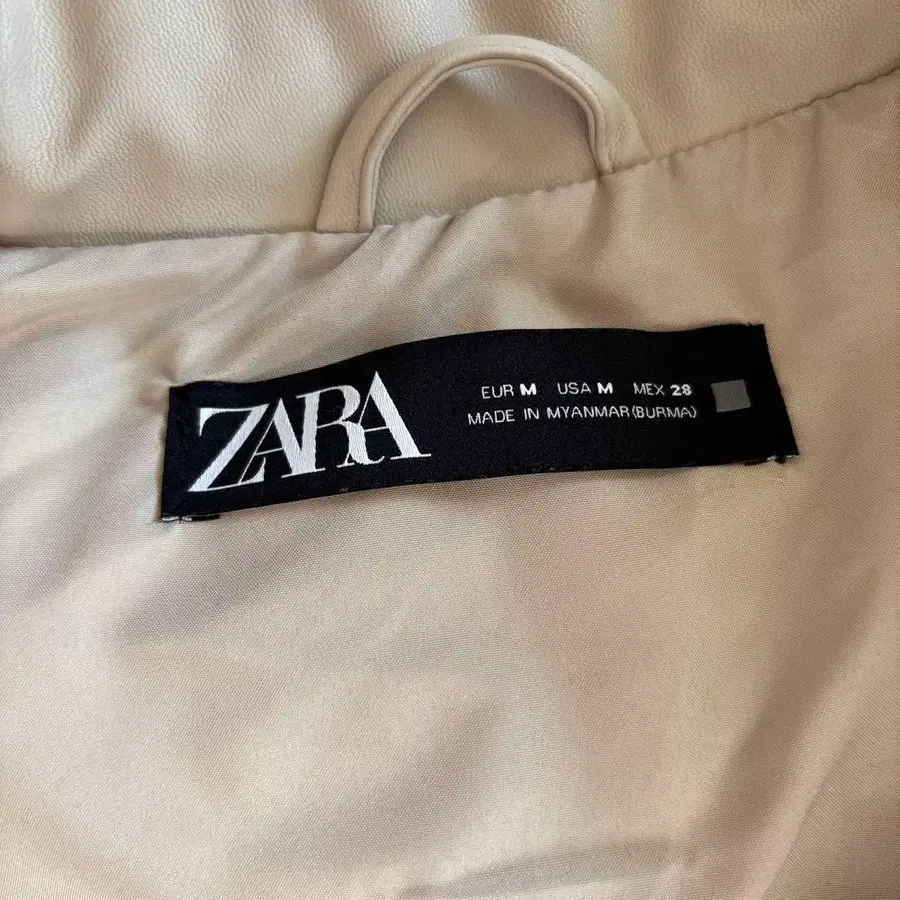 ZARA
EUR M USA M MEX 28
MADE IN MYANMAR(BURMA)